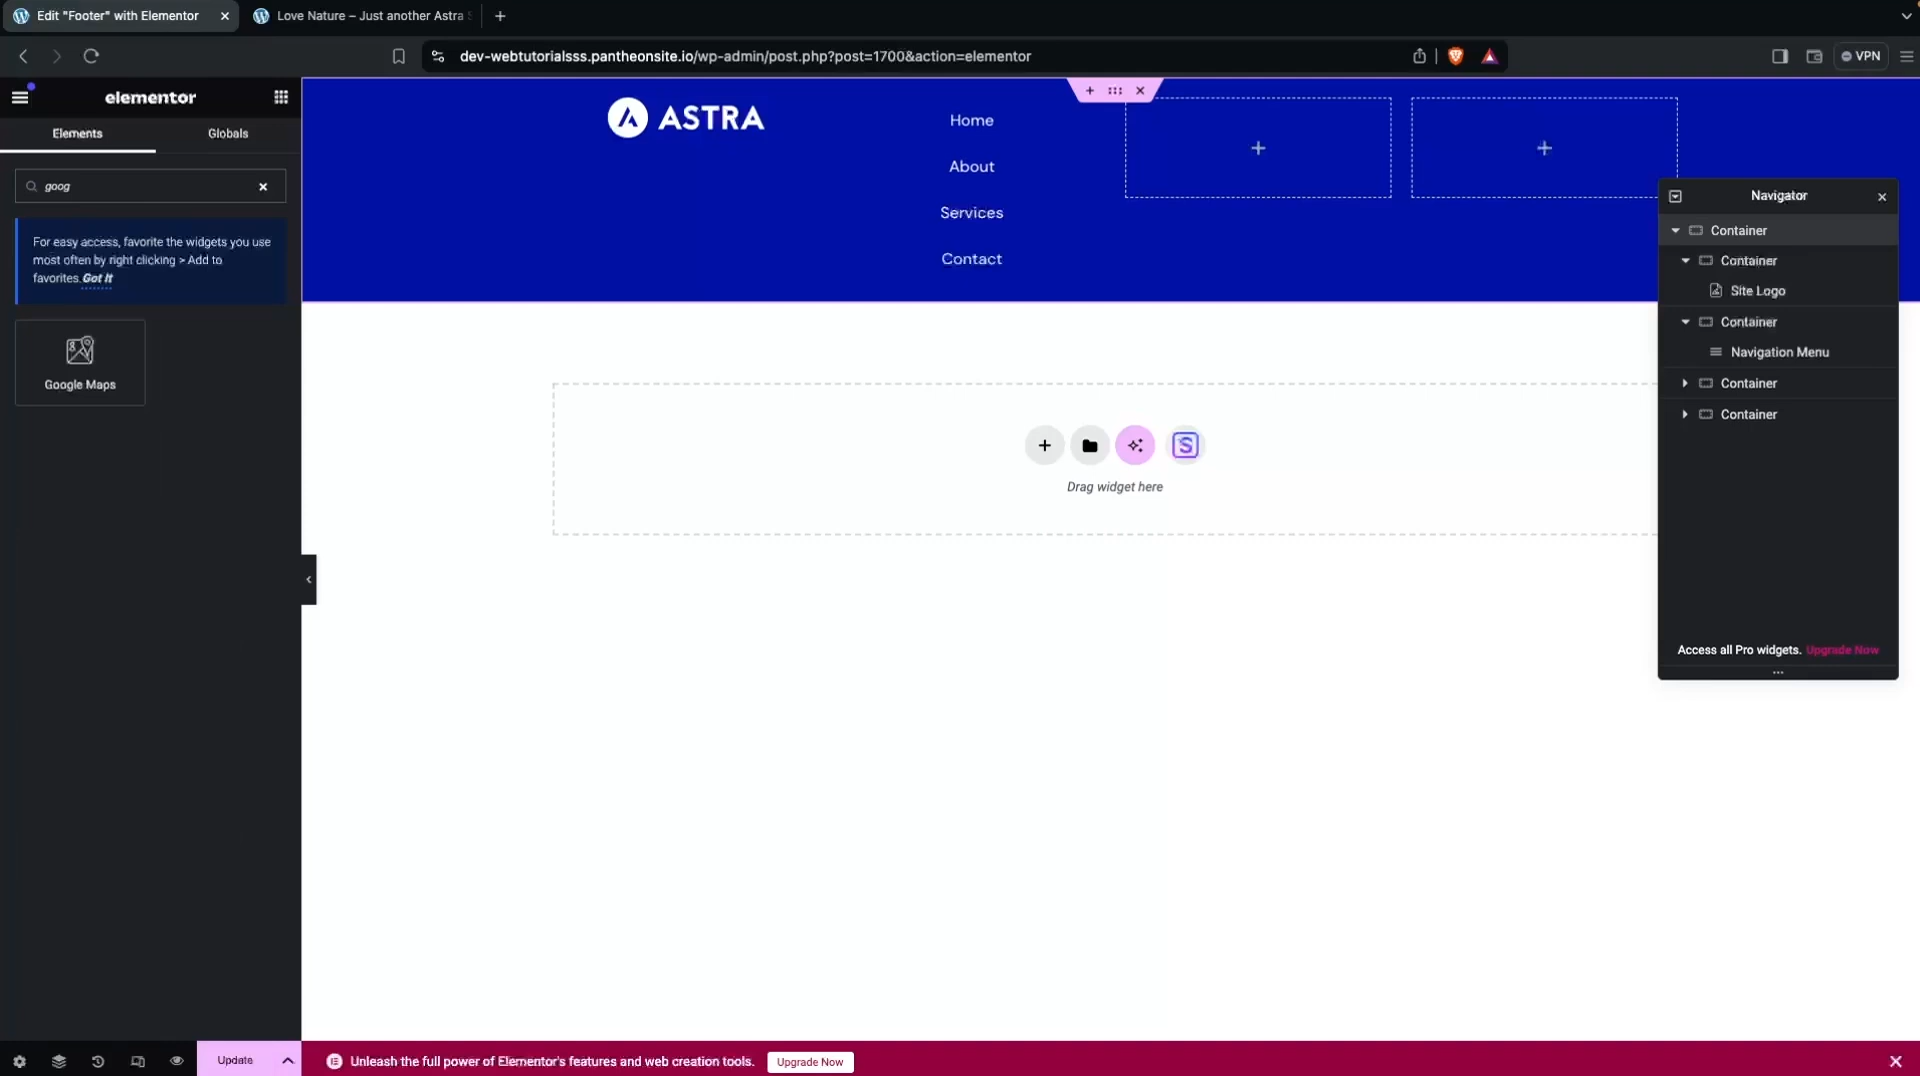 Edit "Footer" with Elementor
Love Nature – Just another Astra S
dev-webtutorialsss.pantheonsite.io/wp-admin/post.php?post=1700&action=elementor
VPN
elementor
Elements
Globals
goog
For easy access, favorite the widgets you use
most often by right clicking > Add to
favorites. Got It
Google Maps
ASTRA
Home
About
Services
Contact
Drag widget here
Navigator
Container
Container
Site Logo
Container
Navigation Menu
Container
Container
Access all Pro widgets. Upgrade Now
Update
Unleash the full power of Elementor's features and web creation tools.
Upgrade Now